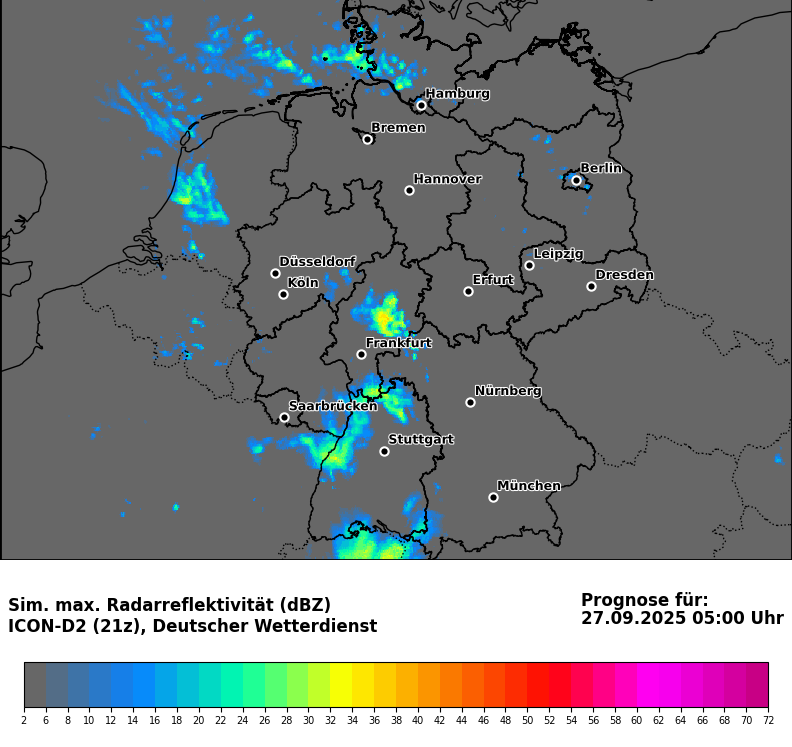 Hamburg
Bremen
Berlin
Hannover
Düsseldorf
Köln
Leipzig
Erfurt
Dresden
Frankfurt
Nürnberg
Saarbrücken
Stuttgart
München
Sim. max. Radarreflektivität (dBZ)
ICON-D2 (21z), Deutscher Wetterdienst
Prognose für:
27.09.2025 05:00 Uhr
2 6 8 10 12 14 16 18 20 22 24 26 28 30 32 34 36 38 40 42 44 46 48 50 52 54 56 58 60 62 64 66 68 70 72